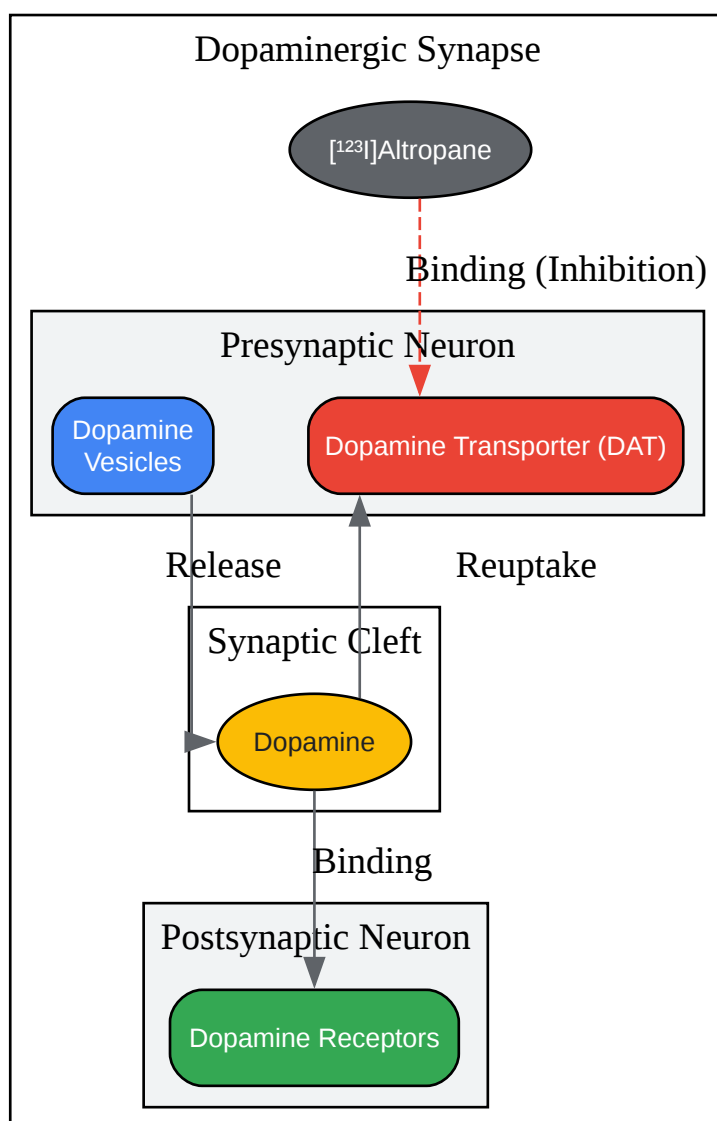 Dopaminergic Synapse
[¹²³I]Altropane
Binding (Inhibition)
Presynaptic Neuron
Dopamine
Vesicles
Dopamine Transporter (DAT)
Release
Reuptake
Synaptic Cleft
Dopamine
Binding
Postsynaptic Neuron
Dopamine Receptors